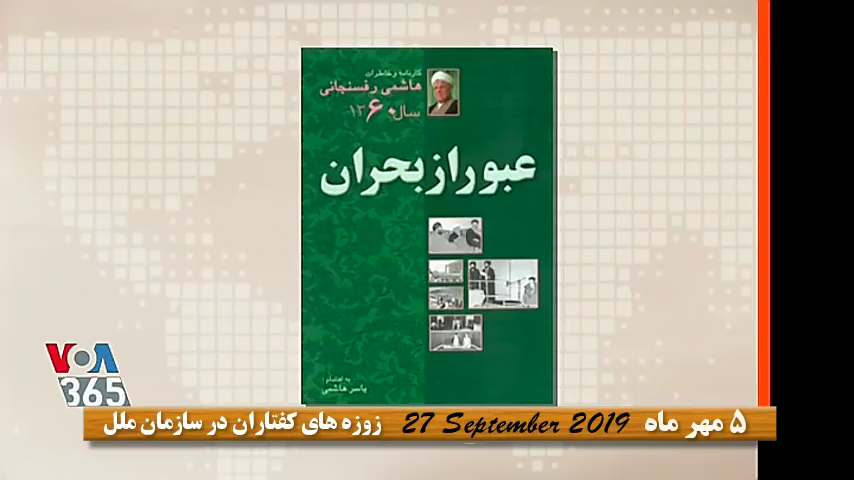 کارنامه و خاطرات
هاشمی رفسنجانی
سال ۱۳۶۰
عبور از بحران
به اهتمام:
یاسر هاشمی
VOA
365
۵ مهر ماه 27 September 2019 زوزه های کفتاران در سازمان ملل